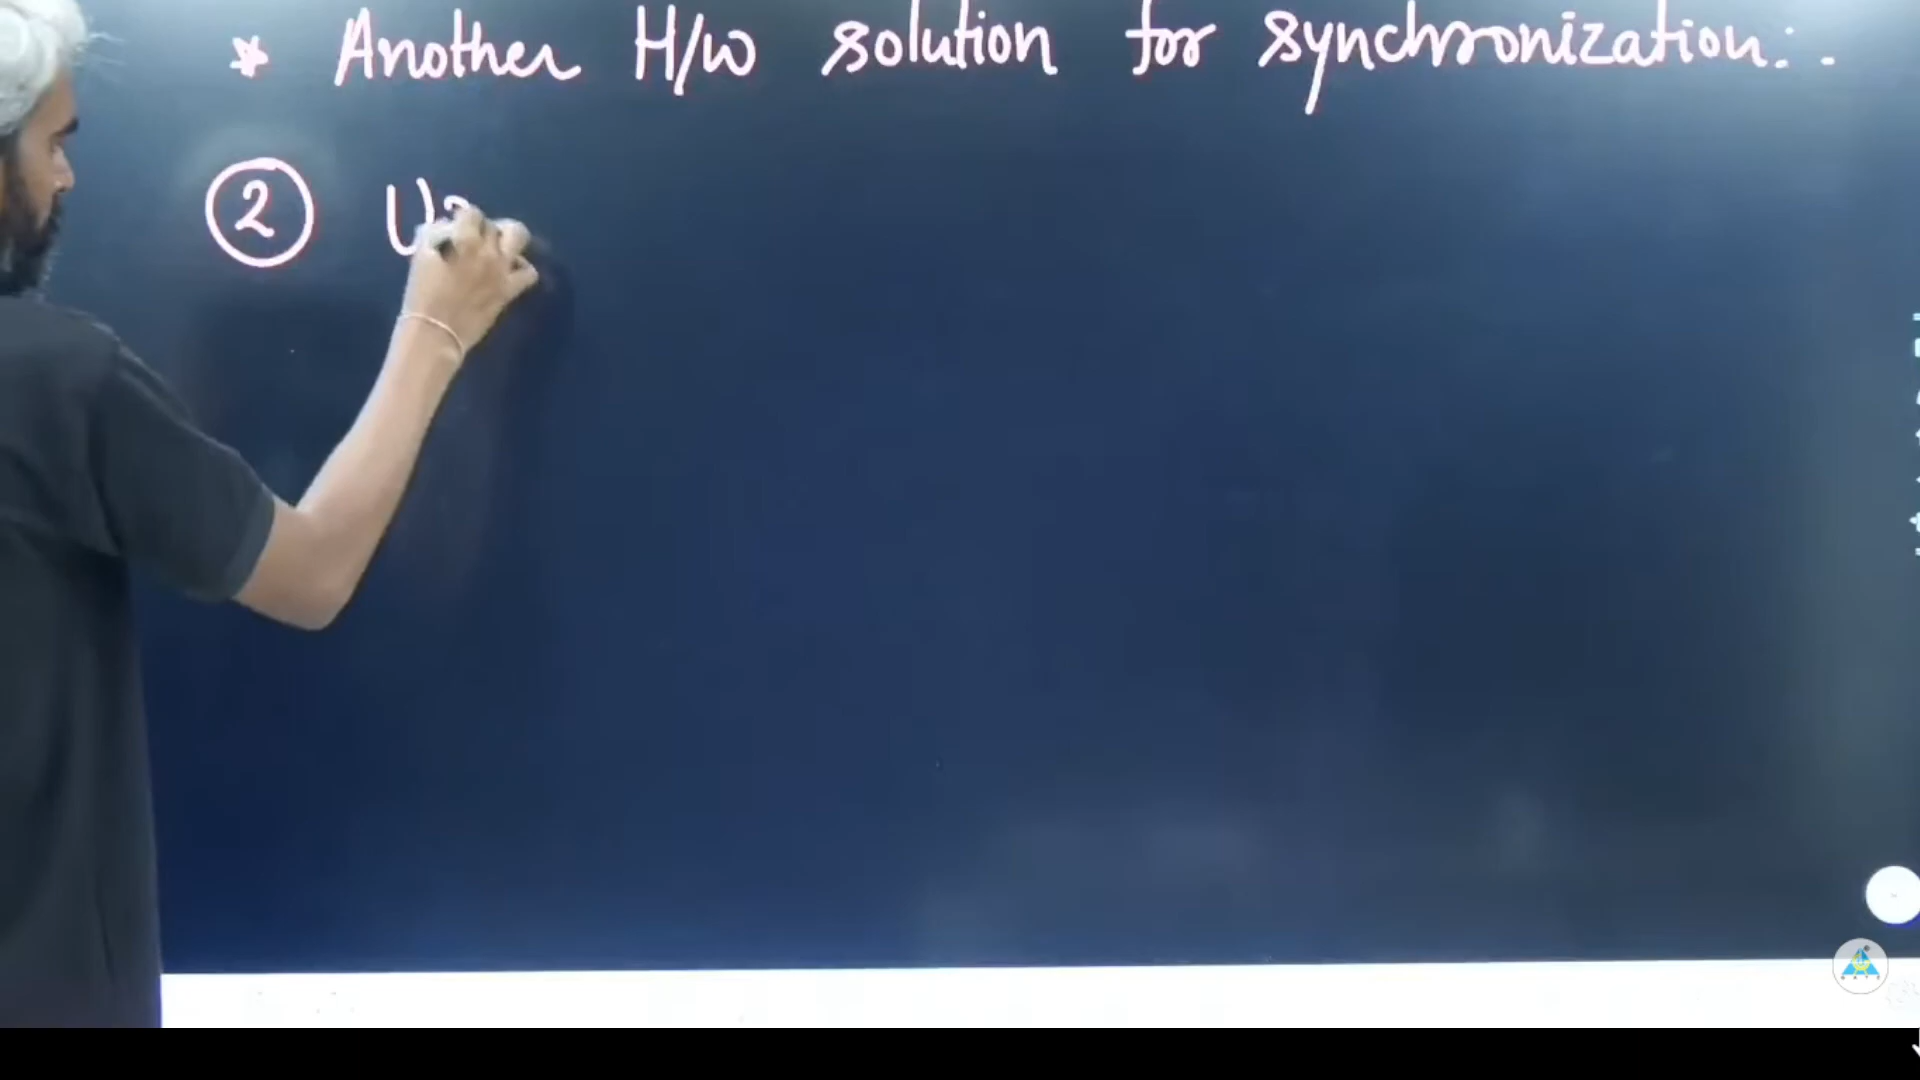 * Another H/w solution for synchronization: .
2